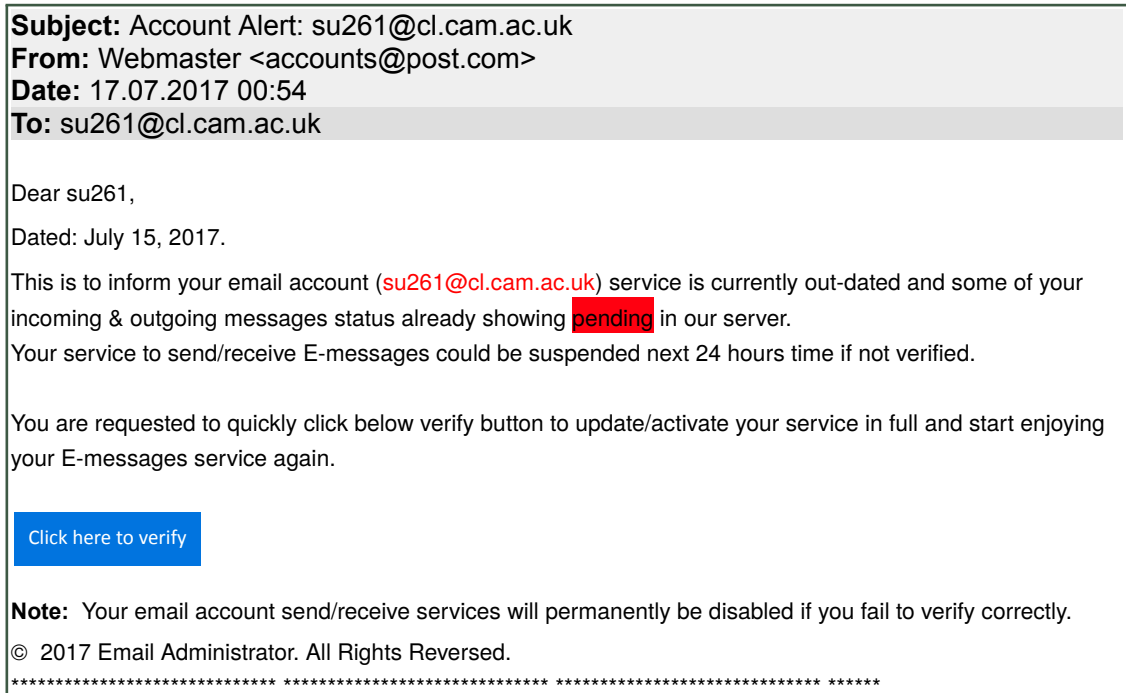 Subject: Account Alert: su261@cl.cam.ac.uk
From: Webmaster <accounts@post.com>
Date: 17.07.2017 00:54
To: su261@cl.cam.ac.uk
Dear su261,
Dated: July 15, 2017.
This is to inform your email account (su261@cl.cam.ac.uk) service is currently out-dated and some of your
incoming & outgoing messages status already showing pending in our server.
Your service to send/receive E-messages could be suspended next 24 hours time if not verified.
You are requested to quickly click below verify button to update/activate your service in full and start enjoying
your E-messages service again.
Click here to verify
Note: Your email account send/receive services will permanently be disabled if you fail to verify correctly.
© 2017 Email Administrator. All Rights Reversed.
****************************** ****************************** ****************************** ******